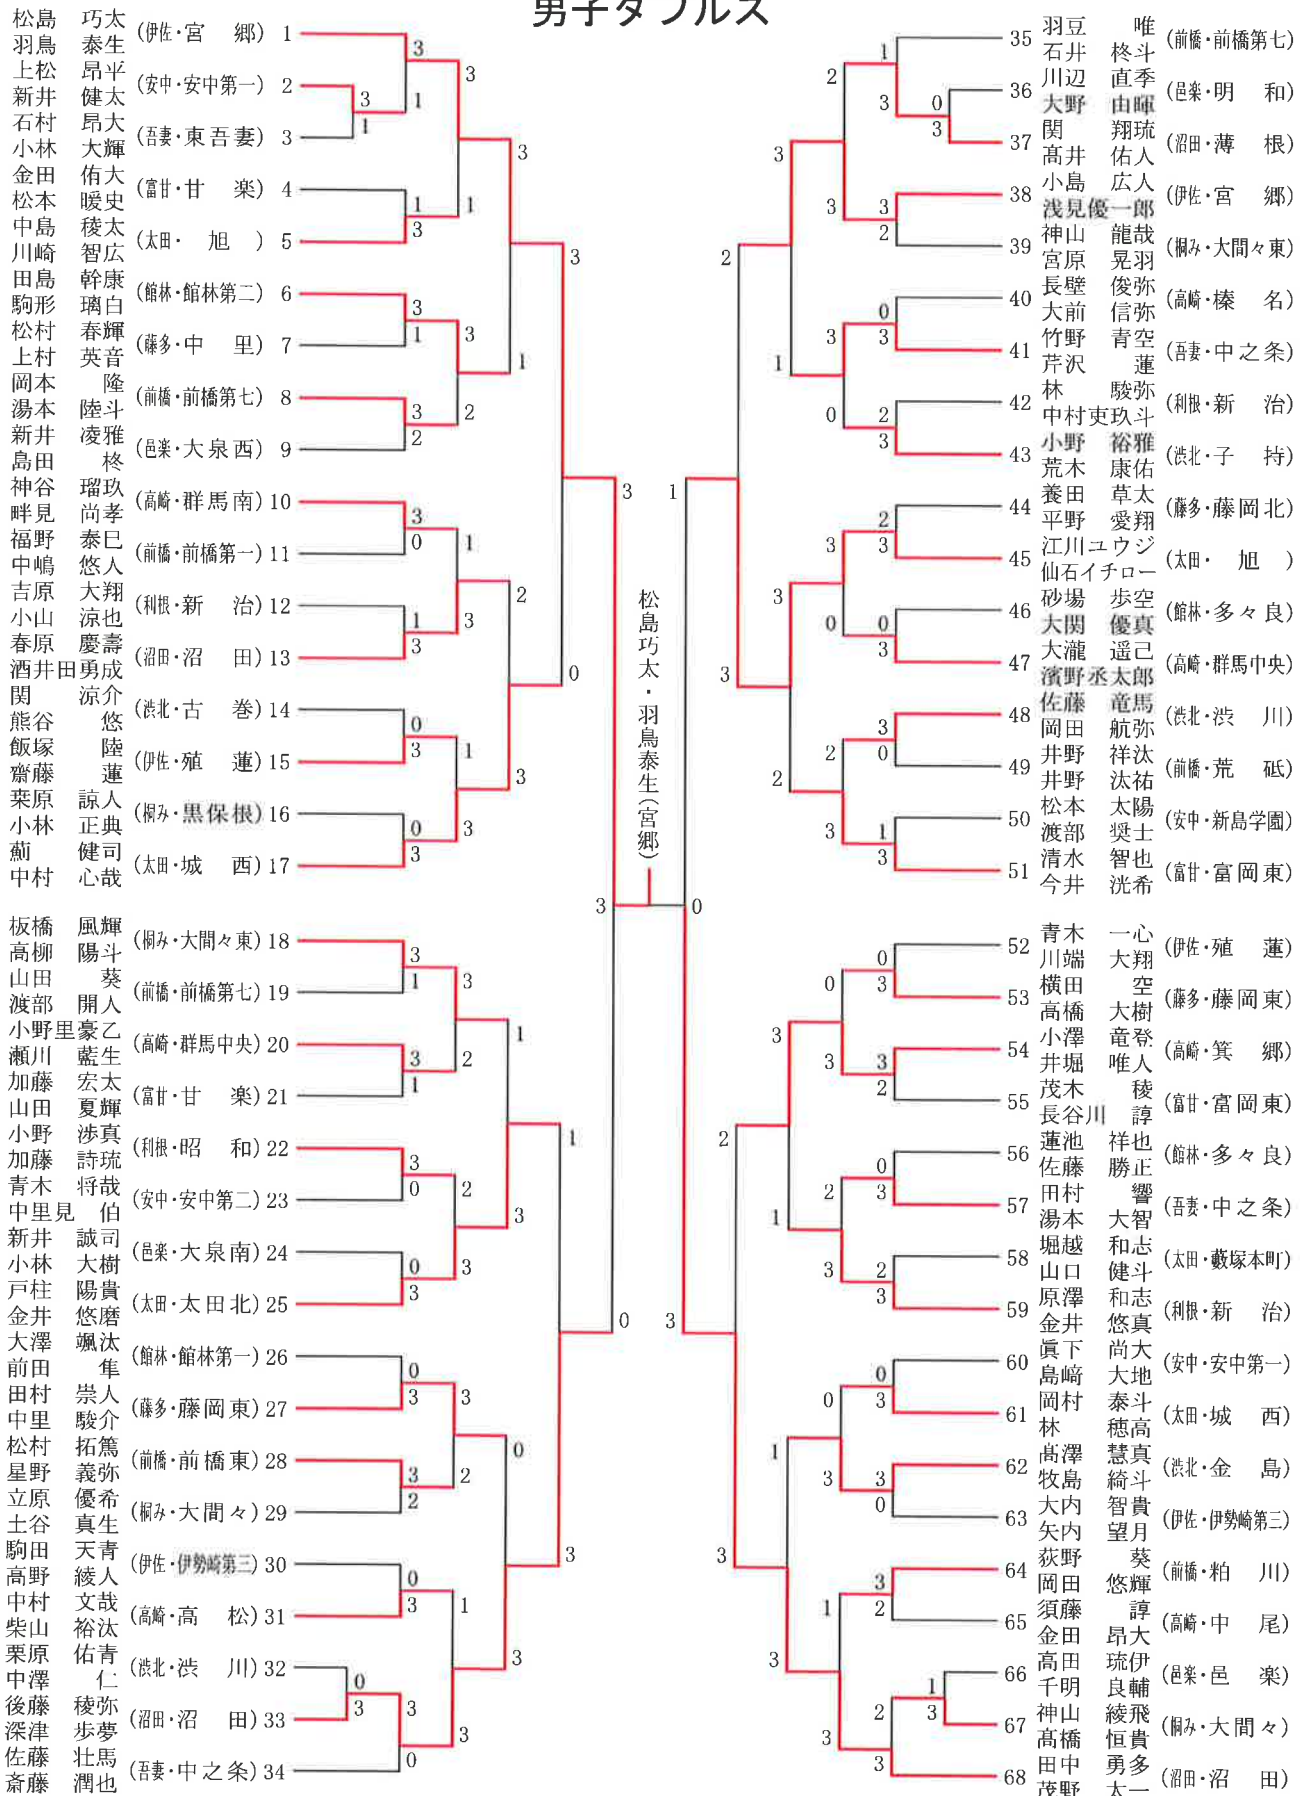 男子ダブルス
松島 巧太
羽鳥 泰生
(伊佐・宮 郷) 1
上松 昂平
新井 健太
(安中・安中第一) 2
石村 昂大
小林 大輝
(吾妻・東吾妻) 3
金田 侑大
松本 暖史
(富甘・甘 楽) 4
中島 稜太
川崎 智広
(太田・ 旭 ) 5
田島 幹康
駒形 璃白
(館林・館林第二) 6
松村 春輝
上村 英音
(藤多・中 里) 7
岡本 隆
湯本 陸斗
(前橋・前橋第七) 8
新井 凌雅
島田 柊
(邑楽・大泉西) 9
神谷 瑠玖
畔見 尚孝
(高崎・群馬南) 10
福野 泰巳
中嶋 悠人
(前橋・前橋第一) 11
吉原 大翔
小山 涼也
(利根・新 治) 12
春原 慶壽
酒井田勇成
(沼田・沼 田) 13
関 涼介
熊谷 悠
(渋北・古 巻) 14
飯塚 陸
齋藤 蓮
(伊佐・殖 蓮) 15
桒原 諒人
小林 正典
(桐み・黒保根) 16
薊 健司
中村 心哉
(太田・城 西) 17
板橋 風輝
高柳 陽斗
(桐み・大間々東) 18
山田 葵
渡部 開人
(前橋・前橋第七) 19
小野里豪乙
瀬川 藍生
(高崎・群馬中央) 20
加藤 宏太
山田 夏輝
(富甘・甘 楽) 21
小野 渉真
加藤 詩琉
(利根・昭 和) 22
青木 将哉
中里見 伯
(安中・安中第二) 23
新井 誠司
小林 大樹
(邑楽・大泉南) 24
戸柱 陽貴
金井 悠磨
(太田・太田北) 25
大澤 颯汰
前田 隼
(館林・館林第一) 26
田村 崇人
中里 駿介
(藤多・藤岡東) 27
松村 拓篤
星野 義弥
(前橋・前橋東) 28
立原 優希
土谷 真生
(桐み・大間々) 29
駒田 天青
高野 綾人
(伊佐・伊勢崎第三) 30
中村 文哉
柴山 裕汰
(高崎・高 松) 31
栗原 佑青
中澤 仁
(渋北・渋 川) 32
後藤 稜弥
深津 歩夢
(沼田・沼 田) 33
佐藤 壮馬
斎藤 潤也
(吾妻・中之条) 34
松島巧太・羽鳥泰生(宮郷)
35 羽豆 唯
石井 柊斗
(前橋・前橋第七)
36 川辺 直季
大野 由暉
(邑楽・明 和)
37 関 翔琉
髙井 佑人
(沼田・薄 根)
38 小島 広人
浅見優一郎
(伊佐・宮 郷)
39 神山 龍哉
宮原 晃羽
(桐み・大間々東)
40 長壁 俊弥
大前 信弥
(高崎・榛 名)
41 竹野 青空
芹沢 蓮
(吾妻・中之条)
42 林 駿弥
中村吏玖斗
(利根・新 治)
43 小野 裕雅
荒木 康佑
(渋北・子 持)
44 養田 草太
平野 愛翔
(藤多・藤岡北)
45 江川ユウジ
仙石イチロー
(太田・ 旭 )
46 砂場 歩空
大関 優真
(館林・多々良)
47 大瀧 遥己
濱野丞太郎
(高崎・群馬中央)
48 佐藤 竜馬
岡田 航弥
(渋北・渋 川)
49 井野 祥汰
井野 汰祐
(前橋・荒 砥)
50 松本 太陽
渡部 奨士
(安中・新島学園)
51 清水 智也
今井 洸希
(富甘・富岡東)
52 青木 一心
川端 大翔
(伊佐・殖 蓮)
53 横田 空
高橋 大樹
(藤多・藤岡東)
54 小澤 竜登
井堀 唯人
(高崎・箕 郷)
55 茂木 稜
長谷川 諄
(富甘・富岡東)
56 蓮池 祥也
佐藤 勝正
(館林・多々良)
57 田村 響
湯本 大智
(吾妻・中之条)
58 堀越 和志
山口 健斗
(太田・藪塚本町)
59 原澤 和志
金井 悠真
(利根・新 治)
60 眞下 尚大
島﨑 大地
(安中・安中第一)
61 岡村 泰斗
林 穂高
(太田・城 西)
62 髙澤 慧真
牧島 綺斗
(渋北・金 島)
63 大内 智貴
矢内 望月
(伊佐・伊勢崎第三)
64 荻野 葵
岡田 悠輝
(前橋・粕 川)
65 須藤 諄
金田 昂大
(高崎・中 尾)
66 高田 琉伊
千明 良輔
(邑楽・邑 楽)
67 神山 綾飛
髙橋 恒貴
(桐み・大間々)
68 田中 勇多
茂野 太一
(沼田・沼 田)